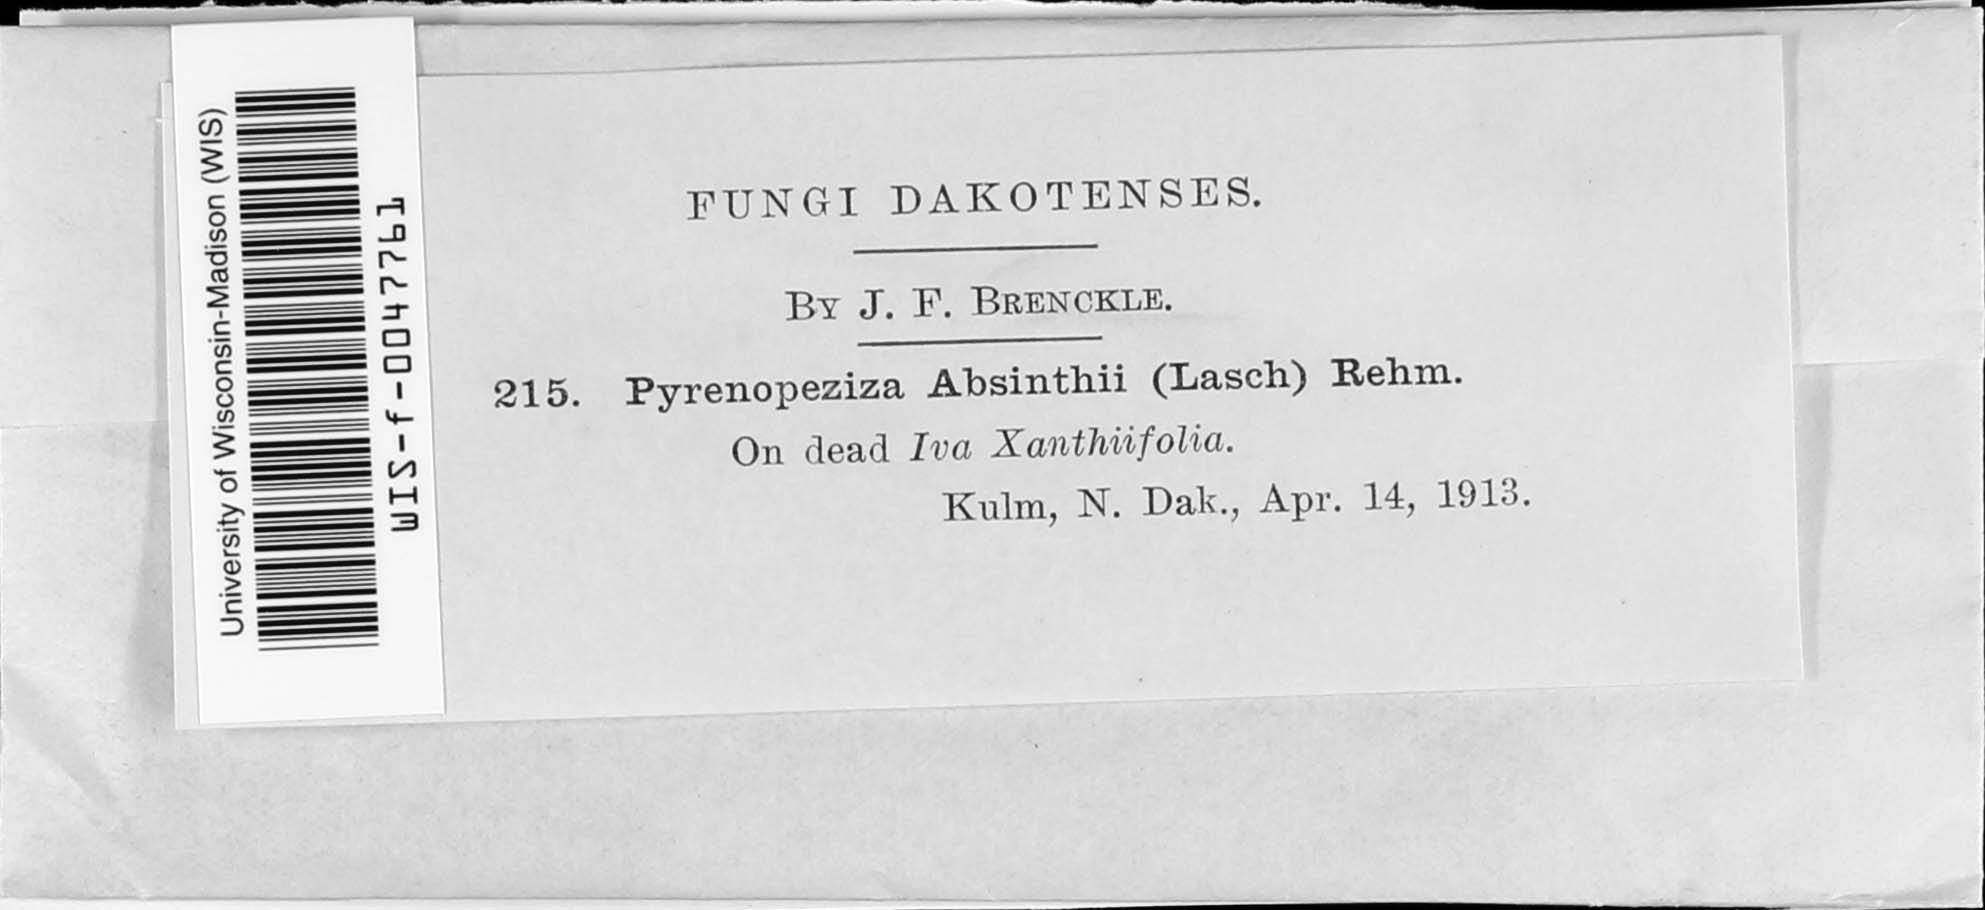 University of Wisconsin-Madison (WIS)
WIS-f-0047761
FUNGI DAKOTENSES.
BY J. F. BRENCKLE.
215. Pyrenopeziza Absinthii (Lasch) Rehm.
On dead Iva Xanthiifolia.
Kulm, N. Dak., Apr. 14, 1913.